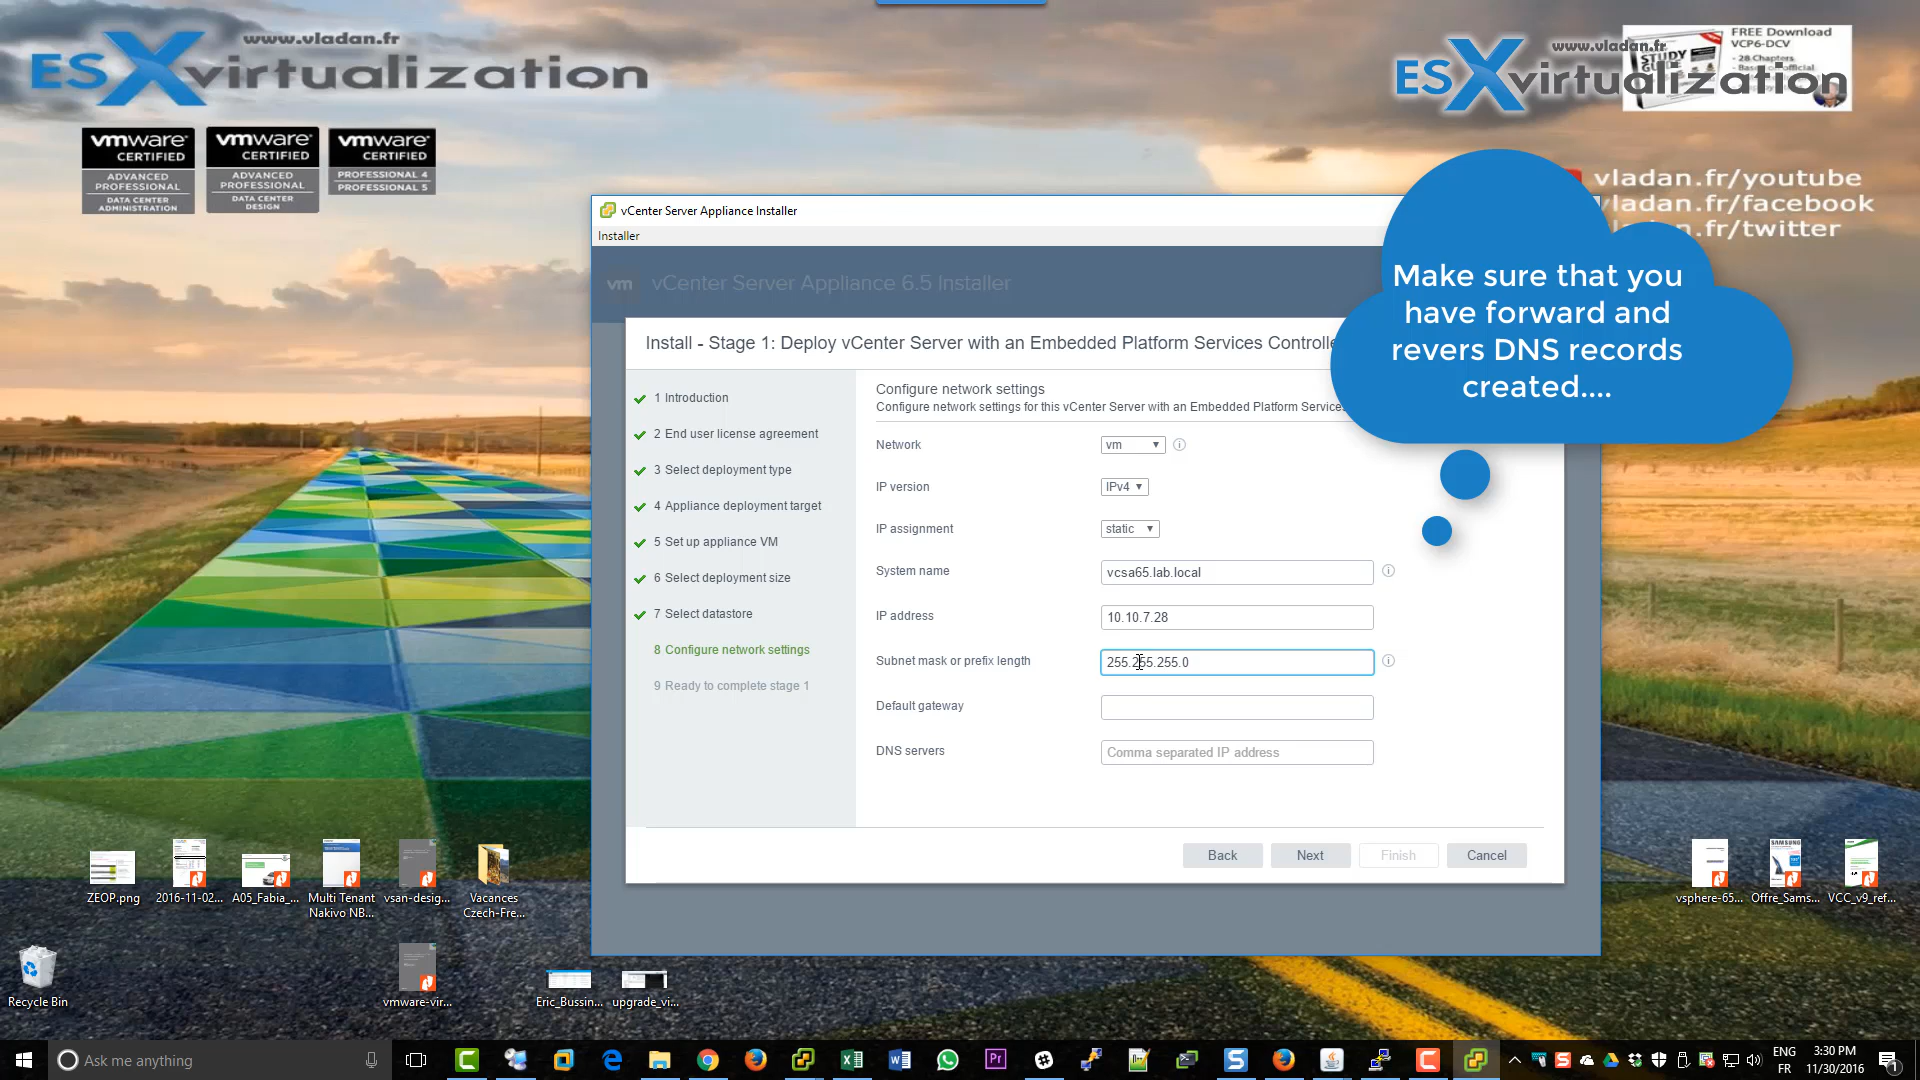 www.vladan.fr
ESXvirtualization
vmware
CERTIFIED
ADVANCED
PROFESSIONAL
DATA CENTER
ADMINISTRATION
vmware
CERTIFIED
ADVANCED
PROFESSIONAL
DATA CENTER
DESIGN
vmware
CERTIFIED
PROFESSIONAL 4
PROFESSIONAL 5
www.vladan.fr
ESXvirtualization
STUDY
FREE Download
VCP6-DCV
- 28 Chapters
vladan.fr/youtube
vladan.fr/facebook
vladan.fr/twitter
Make sure that you
have forward and
revers DNS records
created....
vCenter Server Appliance Installer
Installer
vm vCenter Server Appliance 6.5 Installer
Install - Stage 1: Deploy vCenter Server with an Embedded Platform Services Controlle
1 Introduction
2 End user license agreement
3 Select deployment type
4 Appliance deployment target
5 Set up appliance VM
6 Select deployment size
7 Select datastore
8 Configure network settings
9 Ready to complete stage 1
Configure network settings
Configure network settings for this vCenter Server with an Embedded Platform Services
Network vm
IP version IPv4
IP assignment static
System name vcsa65.lab.local
IP address 10.10.7.28
Subnet mask or prefix length 255.255.255.0
Default gateway
DNS servers Comma separated IP address
Back Next Finish Cancel
ZEOP.png
2016-11-02...
A05_Fabia_...
Multi Tenant
Nakivo NB...
vsan-desig...
Vacances
Czech-Fre...
vsphere-65...
SAMSUNG
Offre_Sams...
VCC_v9_ref...
Recycle Bin
vmware-vir...
Eric_Bussin...
upgrade_vi...
Ask me anything
ENG
FR
3:30 PM
11/30/2016
1